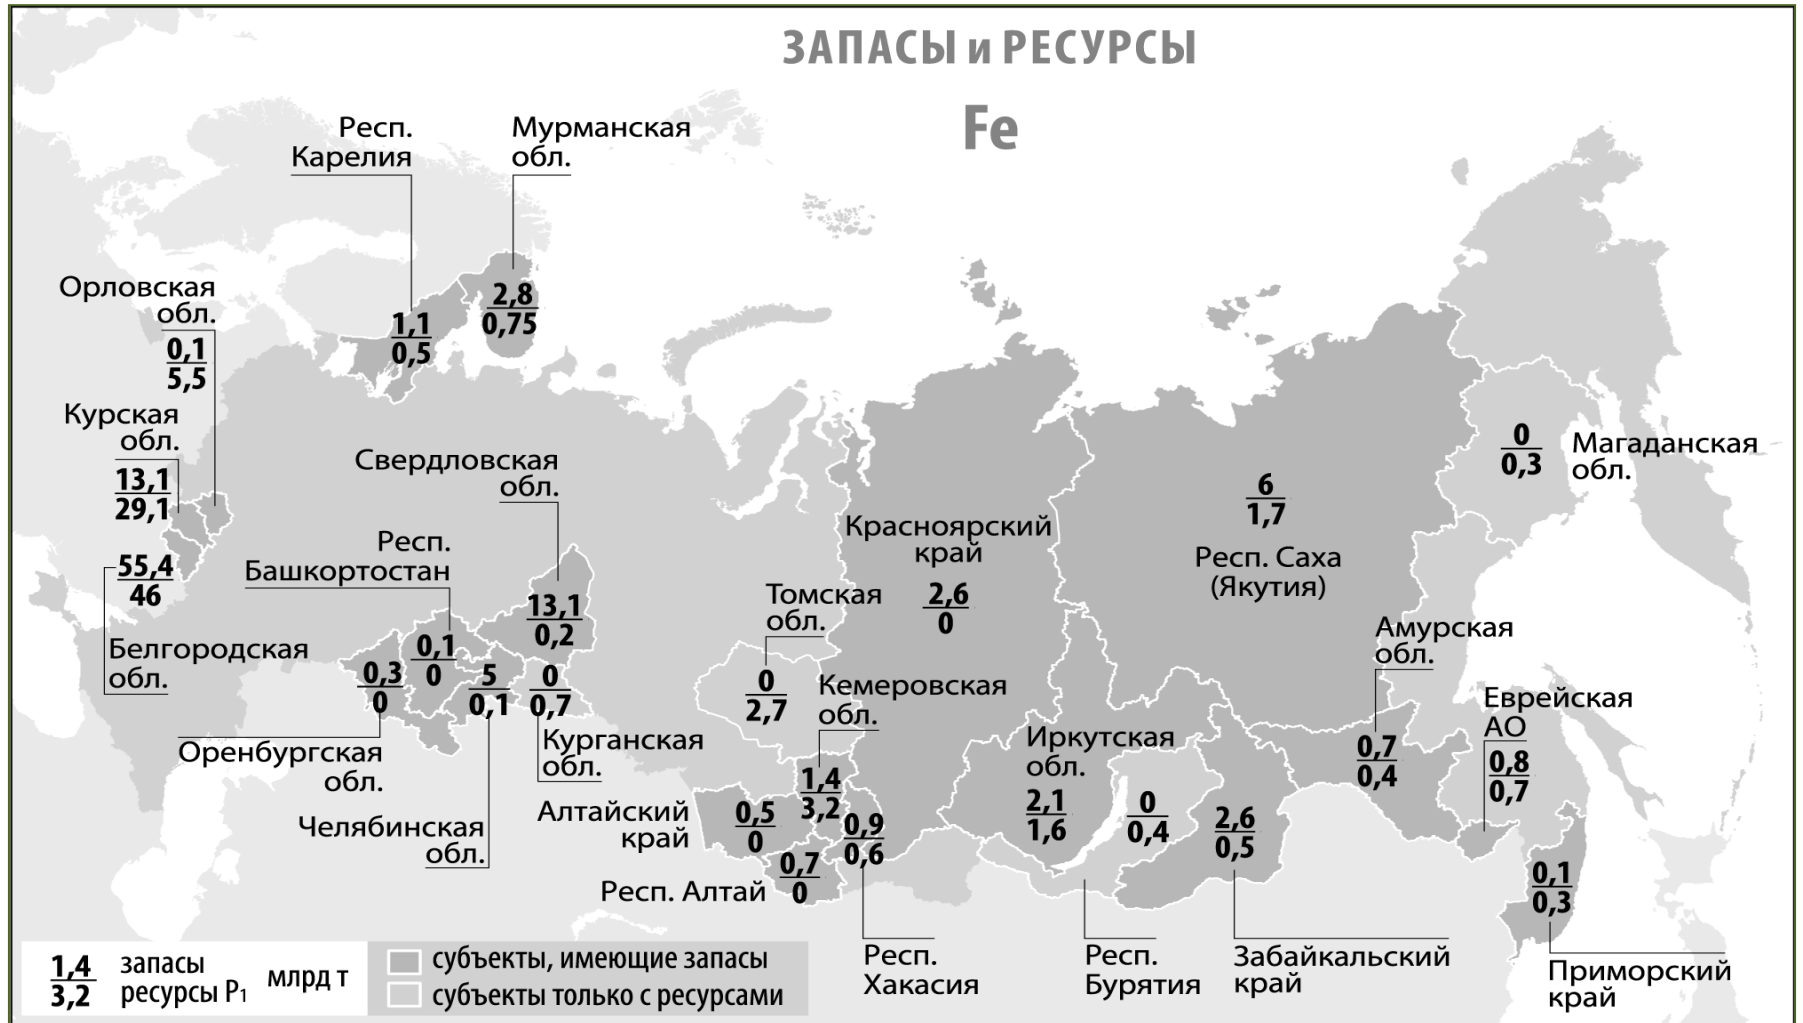 ЗАПАСЫ и РЕСУРСЫ
Fe
Респ.
Карелия
1,1
0,5
Мурманская
обл.
2,8
0,75
Орловская
обл.
0,1
5,5
Курская
обл.
13,1
29,1
55,4
46
Белгородская
обл.
Свердловская
обл.
13,1
0,2
Респ.
Башкортостан
0,1
0
0,3
0
Оренбургская
обл.
5
0,1
Челябинская
обл.
0
0,7
Курганская
обл.
Томская
обл.
0
2,7
Кемеровская
обл.
1,4
3,2
Алтайский
край
0,5
0
Респ. Алтай
0,7
0
0,9
0,6
Респ.
Хакасия
Красноярский
край
2,6
0
6
1,7
Респ. Саха
(Якутия)
0
0,3
Магаданская
обл.
Иркутская
обл.
2,1
1,6
0
0,4
Респ.
Бурятия
2,6
0,5
Забайкальский
край
Амурская
обл.
0,7
0,4
Еврейская
АО
0,8
0,7
0,1
0,3
Приморский
край
1,4
3,2
запасы
ресурсы P1
млрд т
субъекты, имеющие запасы
субъекты только с ресурсами